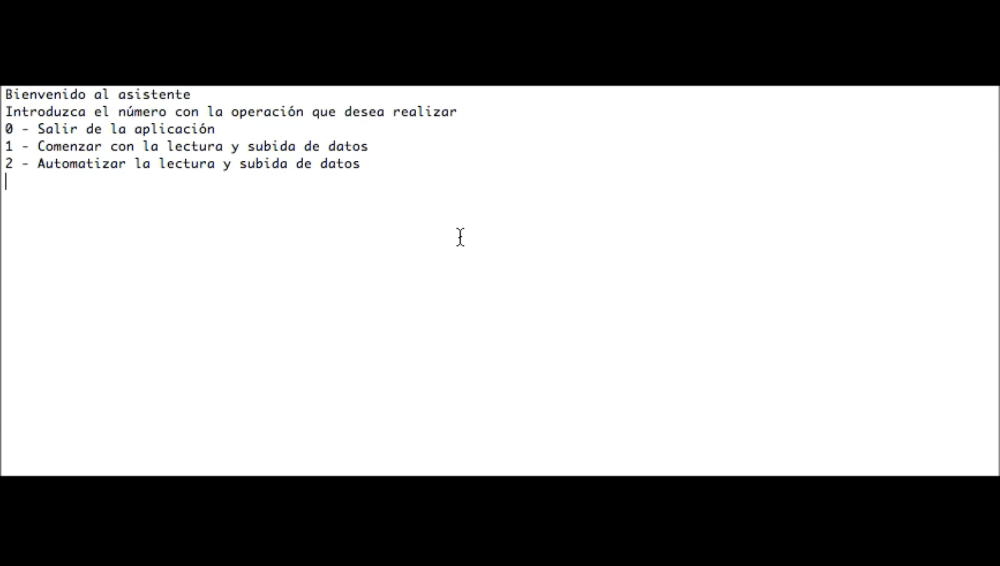 Bienvenido al asistente
Introduzca el número con la operación que desea realizar
0 - Salir de la aplicación
1 - Comenzar con la lectura y subida de datos
2 - Automatizar la lectura y subida de datos